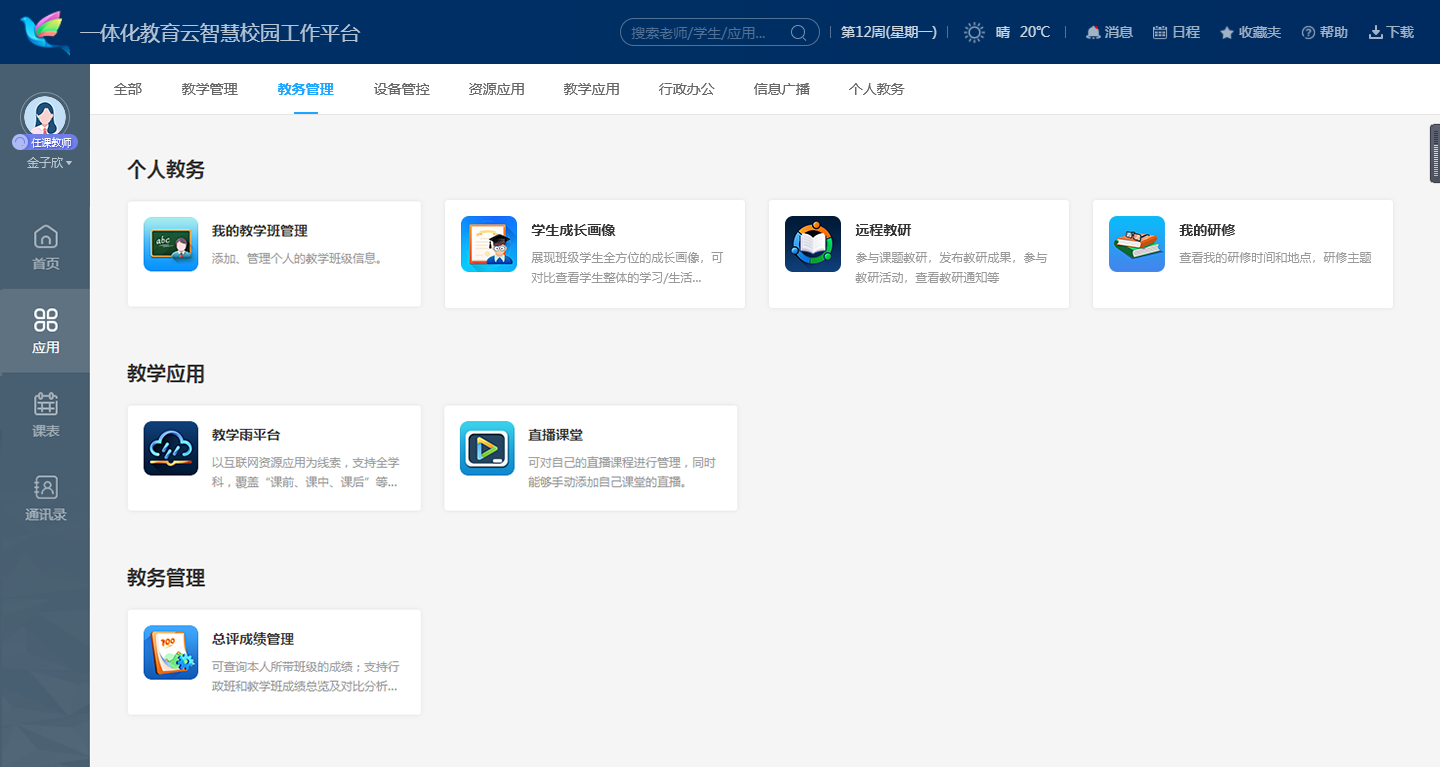 一体化教育云智慧校园工作平台
搜索老师/学生/应用...
第12周(星期一)
晴 20℃
消息
日程
收藏夹
帮助
下载
任课教师
金子欣
首页
应用
课表
通讯录
全部
教学管理
教务管理
设备管控
资源应用
教学应用
行政办公
信息广播
个人教务
个人教务
abc
我的教学班管理
添加、管理个人的教学班级信息。
学生成长画像
展现班级学生全方位的成长画像，可
对比查看学生整体的学习/生活...
远程教研
参与课题教研，发布教研成果，参与
教研活动，查看教研通知等
我的研修
查看我的研修时间和地点，研修主题
教学应用
教学雨平台
以互联网资源应用为线索，支持全学
科，覆盖“课前、课中、课后”等...
直播课堂
可对自己的直播课程进行管理，同时
能够手动添加自己课堂的直播。
教务管理
100
总评成绩管理
可查询本人所带班级的成绩；支持行
政班和教学班成绩总览及对比分析...